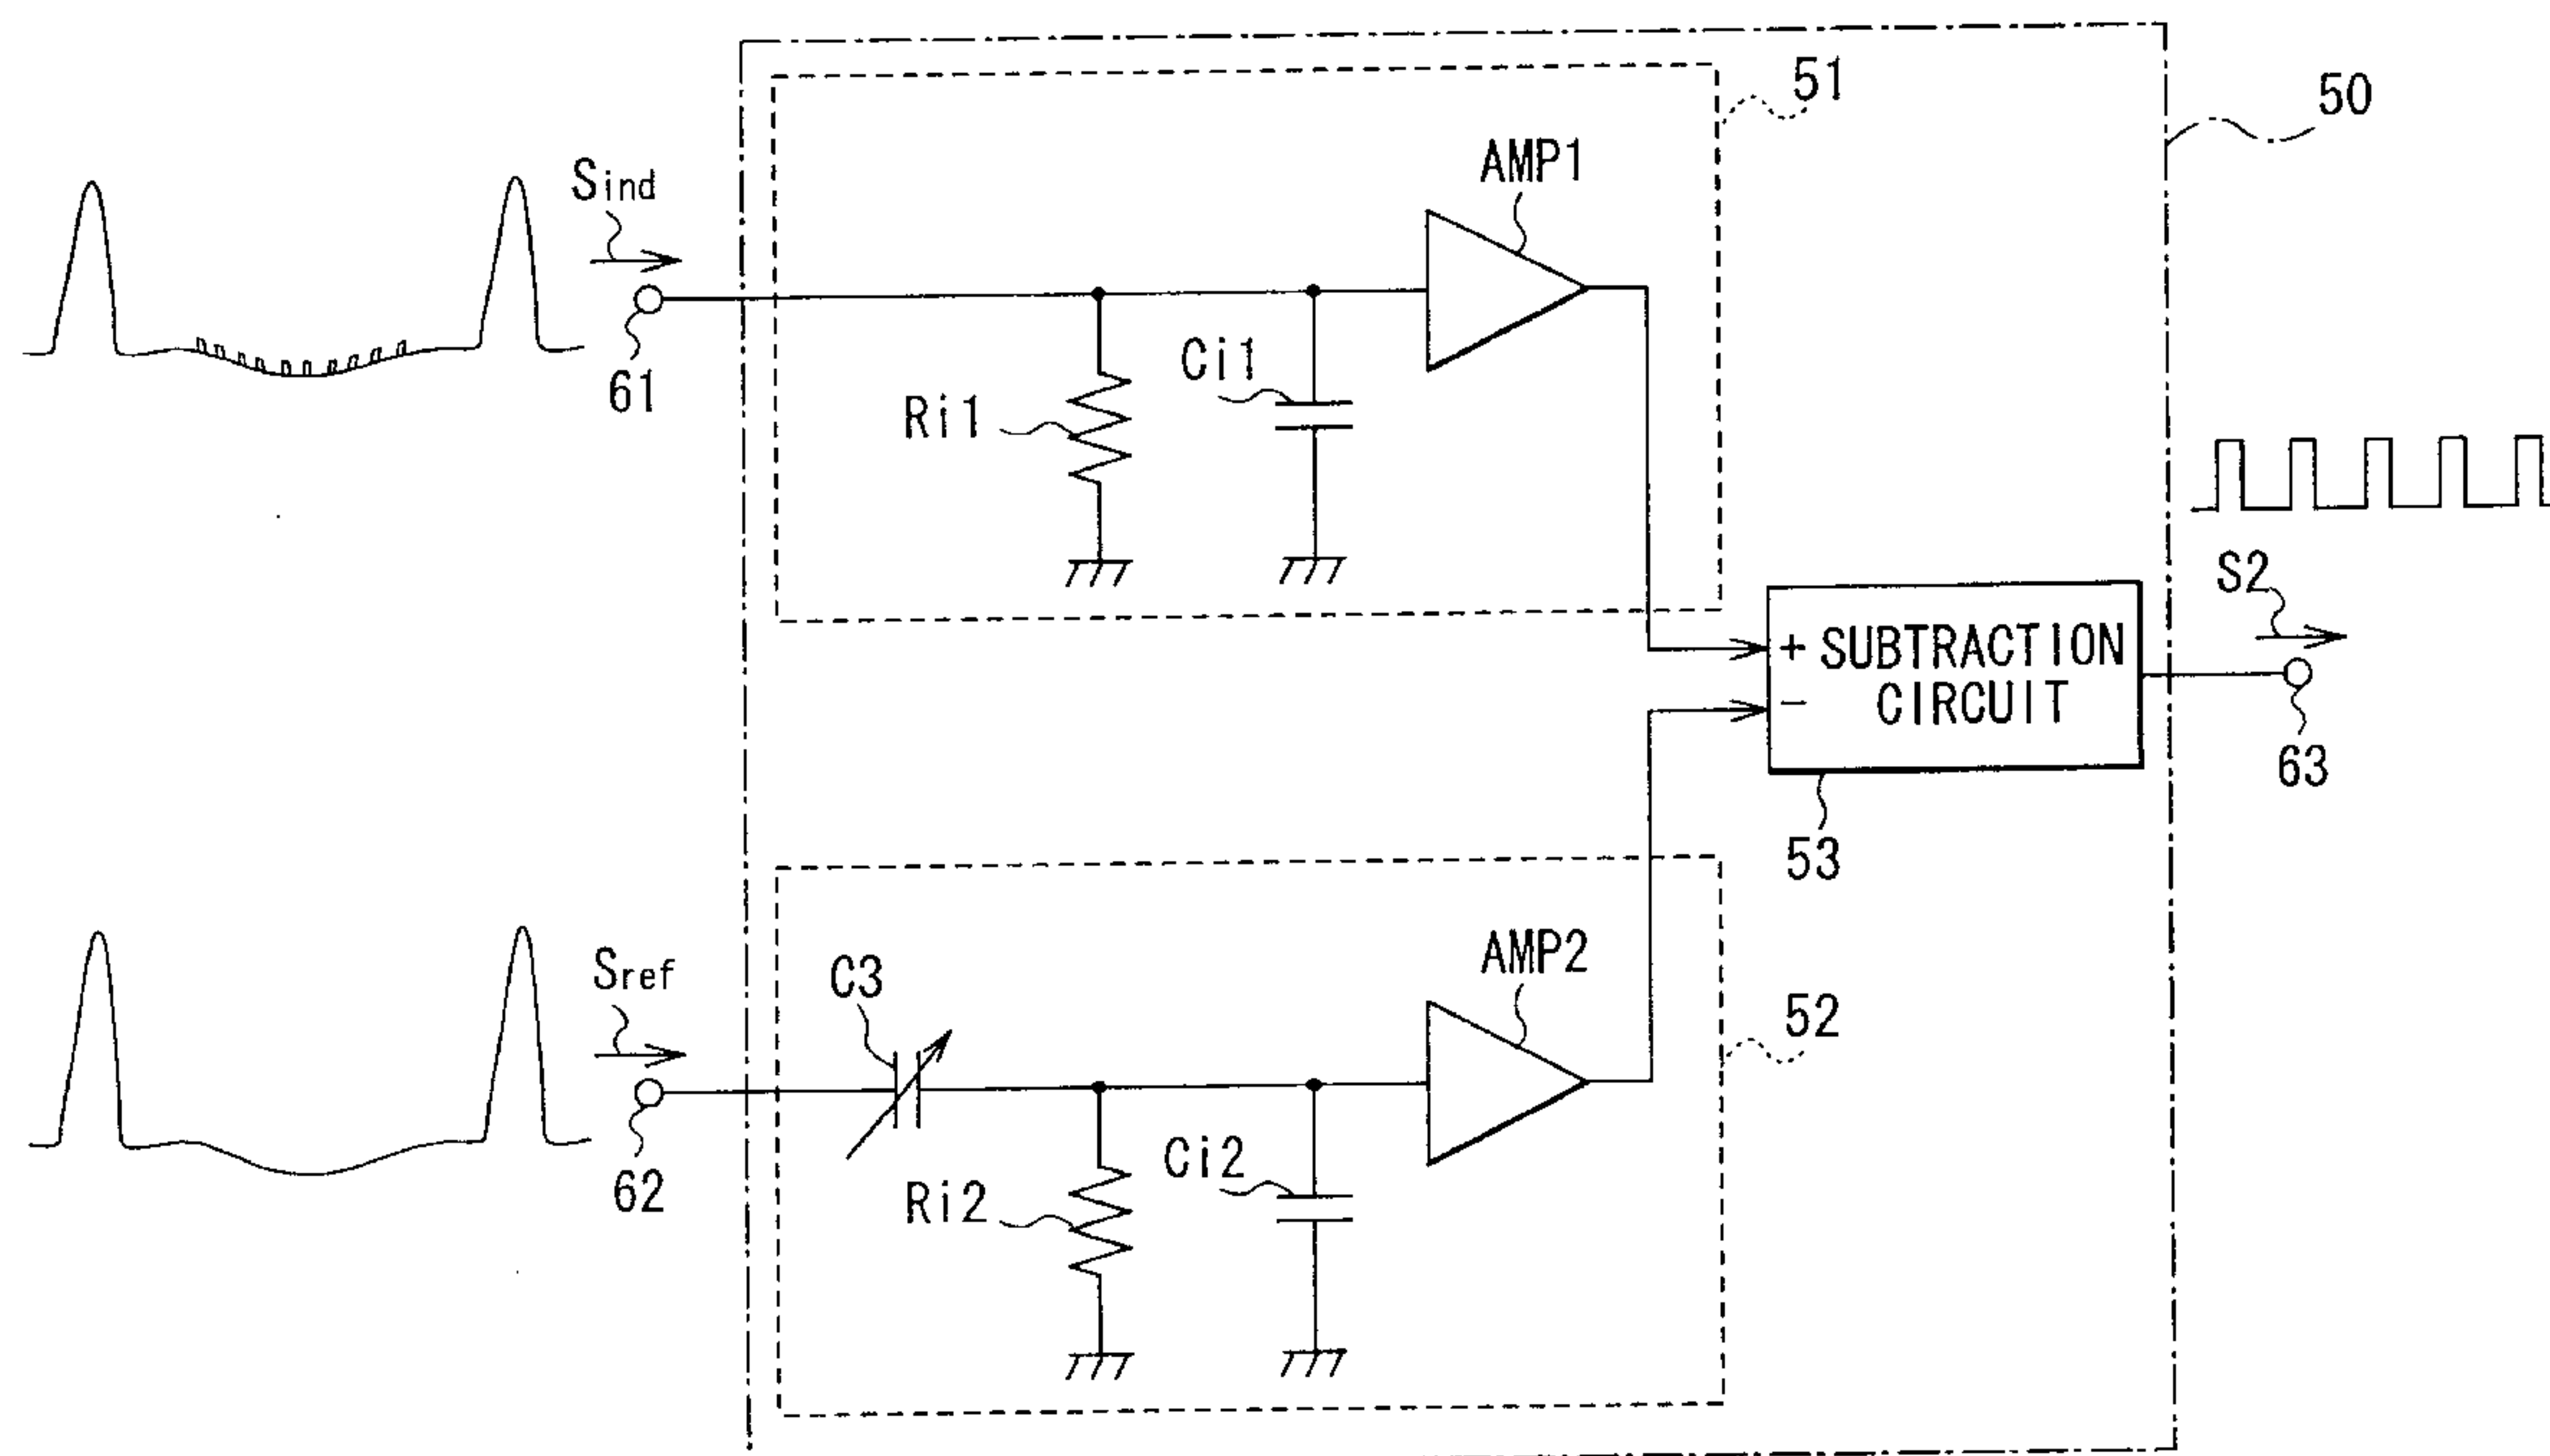 51
50
AMP1
Sind
61
Ri1
Ci1
S2
+ SUBTRACTION
- CIRCUIT
63
53
AMP2
Sref
C3
52
62
Ri2
Ci2